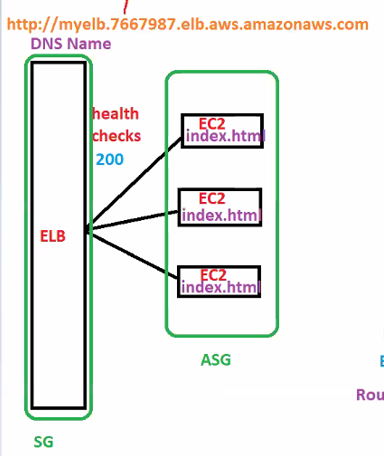 http://myelb.7667987.elb.aws.amazonaws.com
DNS Name
health
checks
200
EC2
index.html
EC2
index.html
ELB
EC2
index.html
ASG
SG